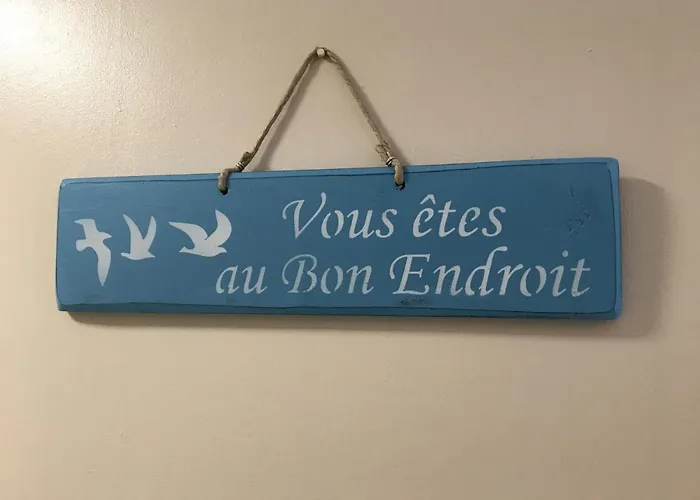 Vous êtes
au Bon Endroit